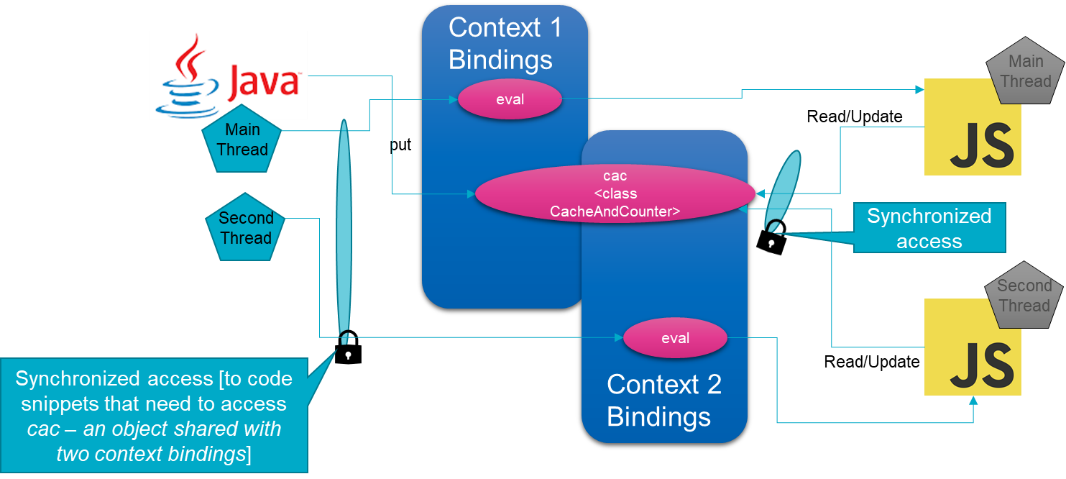 Context 1
Bindings
Java
Main
Thread
eval
put
Main
Thread
Read/Update
JS
cac
<class
CacheAndCounter>
Second
Thread
Synchronized
access
Second
Thread
eval
JS
Read/Update
Synchronized access [to code
snippets that need to access
cac – an object shared with
two context bindings]
Context 2
Bindings